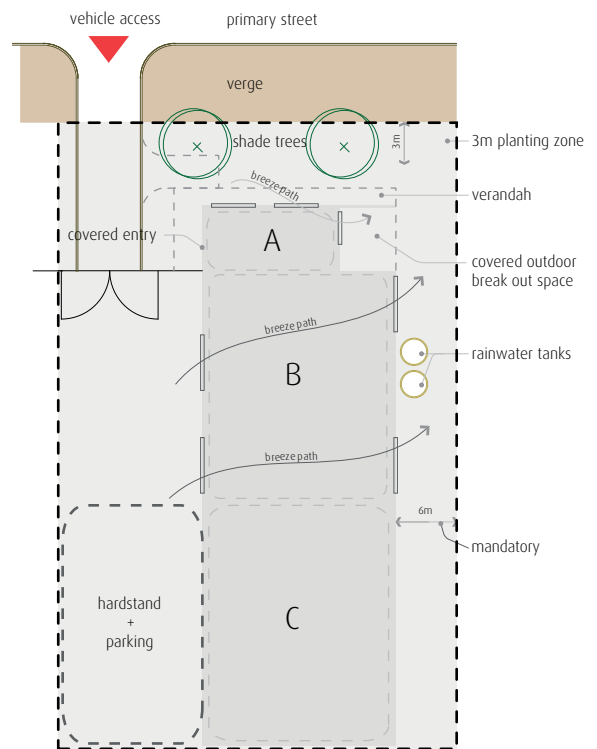 vehicle access
primary street
verge
shade trees
3m
3m planting zone
breeze path
verandah
covered entry
A
covered outdoor
break out space
breeze path
rainwater tanks
B
breeze path
6m
mandatory
hardstand
+
parking
C